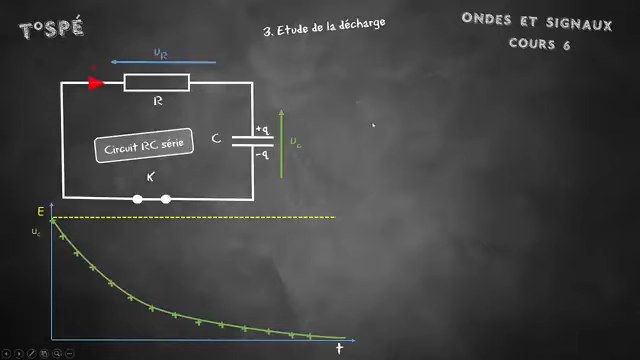 T°SPÉ
3. Etude de la décharge
ONDES ET SIGNAUX
COURS 6
U_R
R
Circuit RC série
C
+q
-q
U_c
K
E
U_c
t